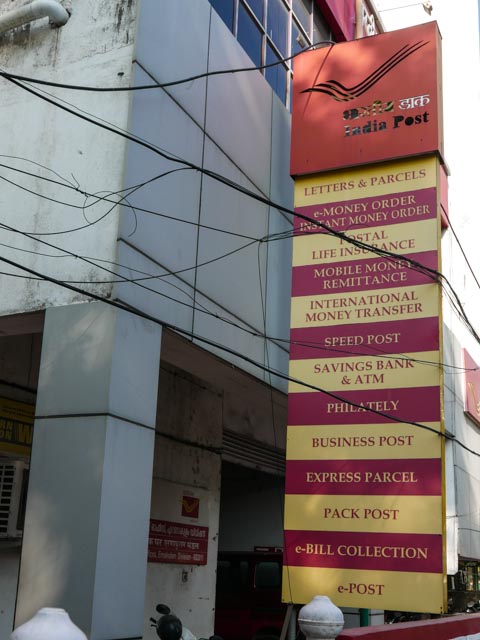 भारतीय डाक
India Post
LETTERS & PARCELS
e-MONEY ORDER
INSTANT MONEY ORDER
POSTAL
LIFE INSURANCE
MOBILE MONEY
REMITTANCE
INTERNATIONAL
MONEY TRANSFER
SPEED POST
SAVINGS BANK
& ATM
PHILATELY
BUSINESS POST
EXPRESS PARCEL
PACK POST
e-BILL COLLECTION
e-POST